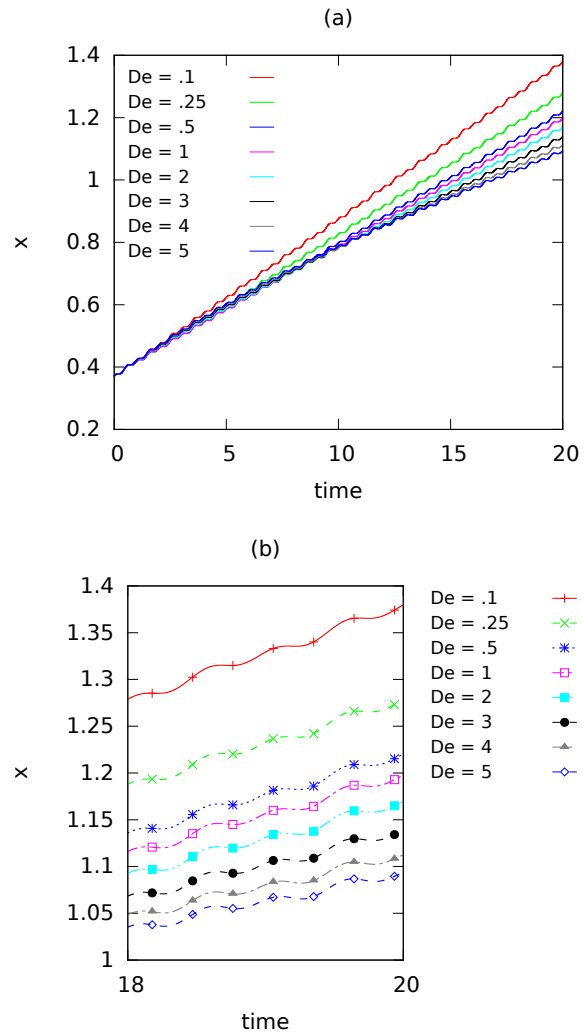 (a)
1.4
1.2
1
0.8
0.6
0.4
0.2
x
De = .1
De = .25
De = .5
De = 1
De = 2
De = 3
De = 4
De = 5
0 5 10 15 20
time
(b)
1.4
1.35
1.3
1.25
1.2
1.15
1.1
1.05
1
x
18 20
time
De = .1
De = .25
De = .5
De = 1
De = 2
De = 3
De = 4
De = 5